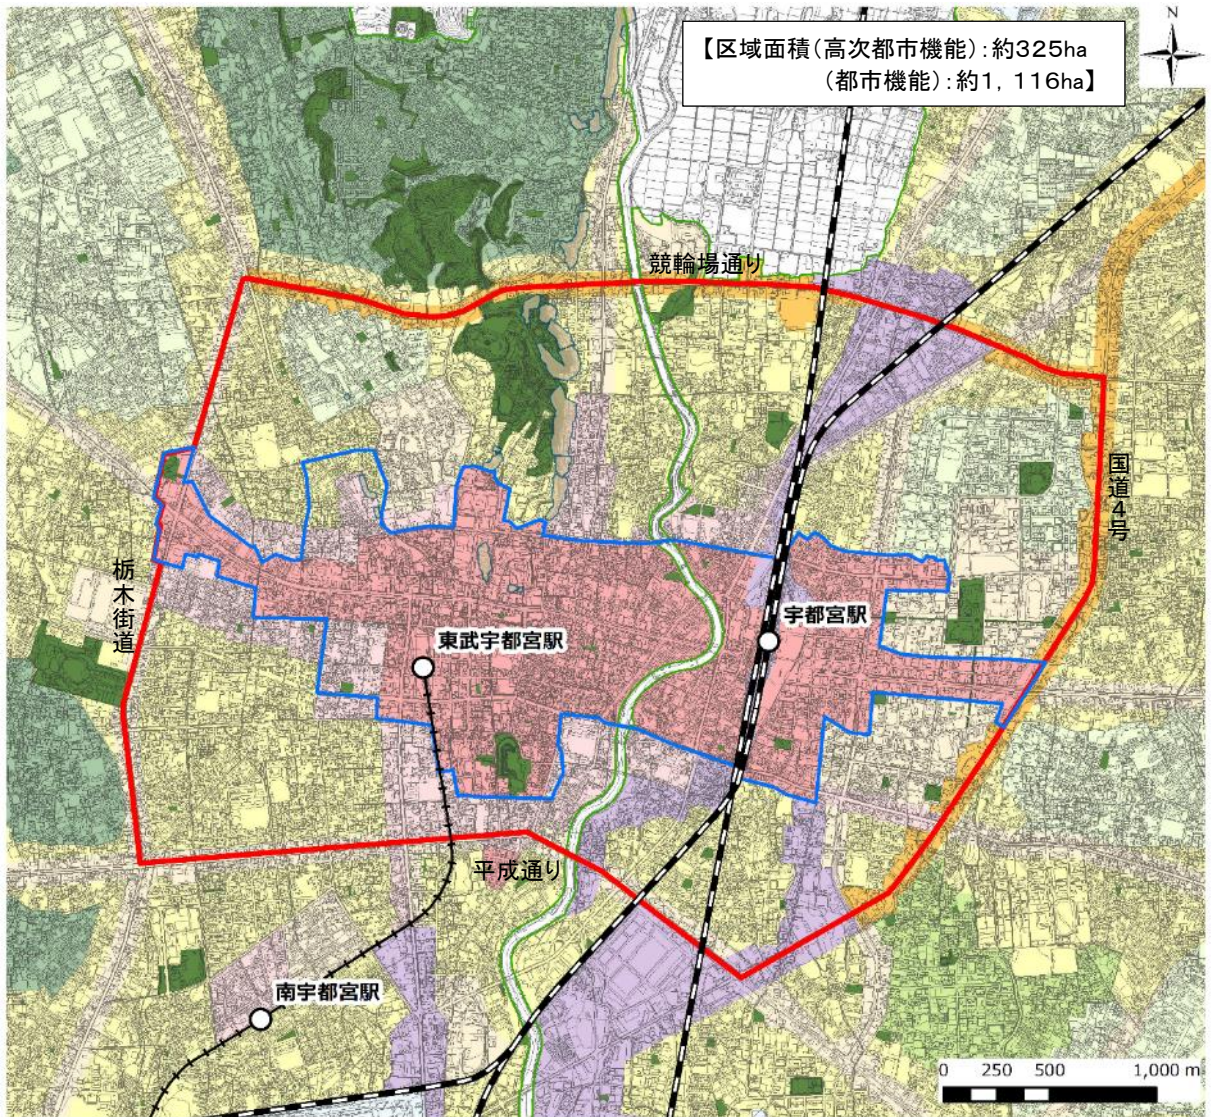 【区域面積(高次都市機能):約325ha
(都市機能):約1,116ha】
N
競輪場通り
国道4号
栃木街道
宇都宮駅
東武宇都宮駅
平成通り
南宇都宮駅
0 250 500 1,000 m